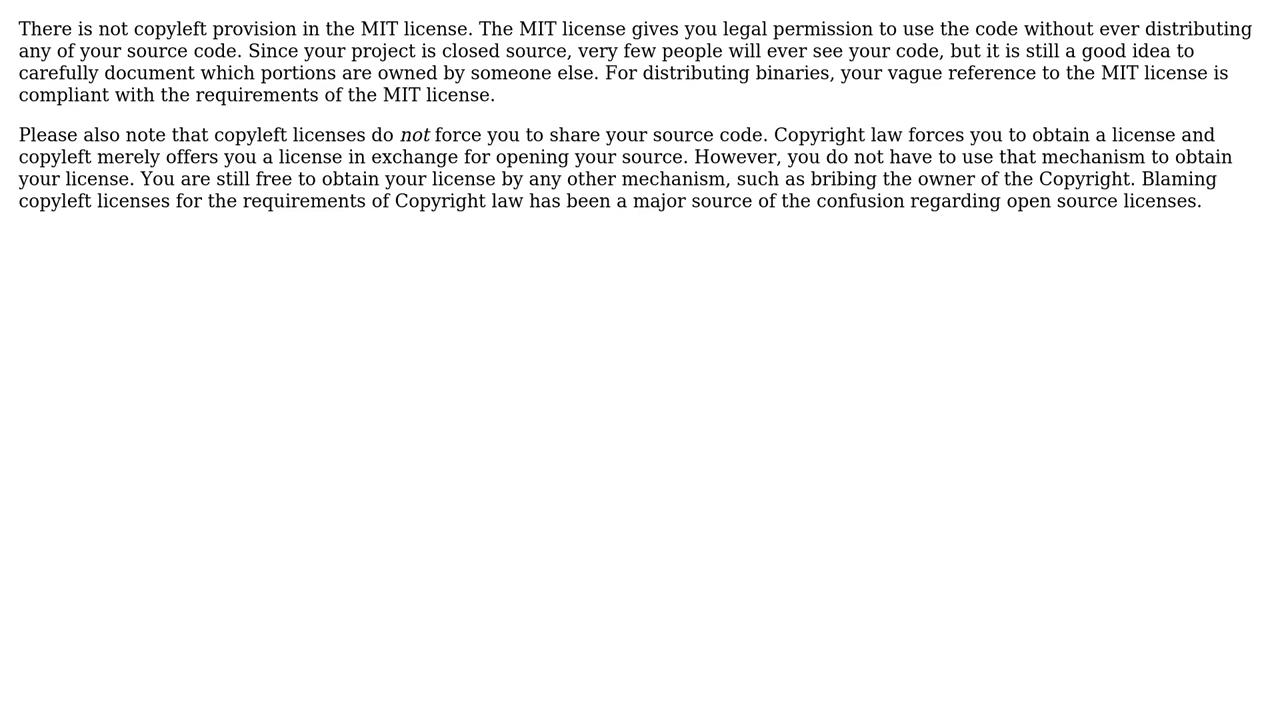 There is not copyleft provision in the MIT license. The MIT license gives you legal permission to use the code without ever distributing
any of your source code. Since your project is closed source, very few people will ever see your code, but it is still a good idea to
carefully document which portions are owned by someone else. For distributing binaries, your vague reference to the MIT license is
compliant with the requirements of the MIT license.
Please also note that copyleft licenses do not force you to share your source code. Copyright law forces you to obtain a license and
copyleft merely offers you a license in exchange for opening your source. However, you do not have to use that mechanism to obtain
your license. You are still free to obtain your license by any other mechanism, such as bribing the owner of the Copyright. Blaming
copyleft licenses for the requirements of Copyright law has been a major source of the confusion regarding open source licenses.